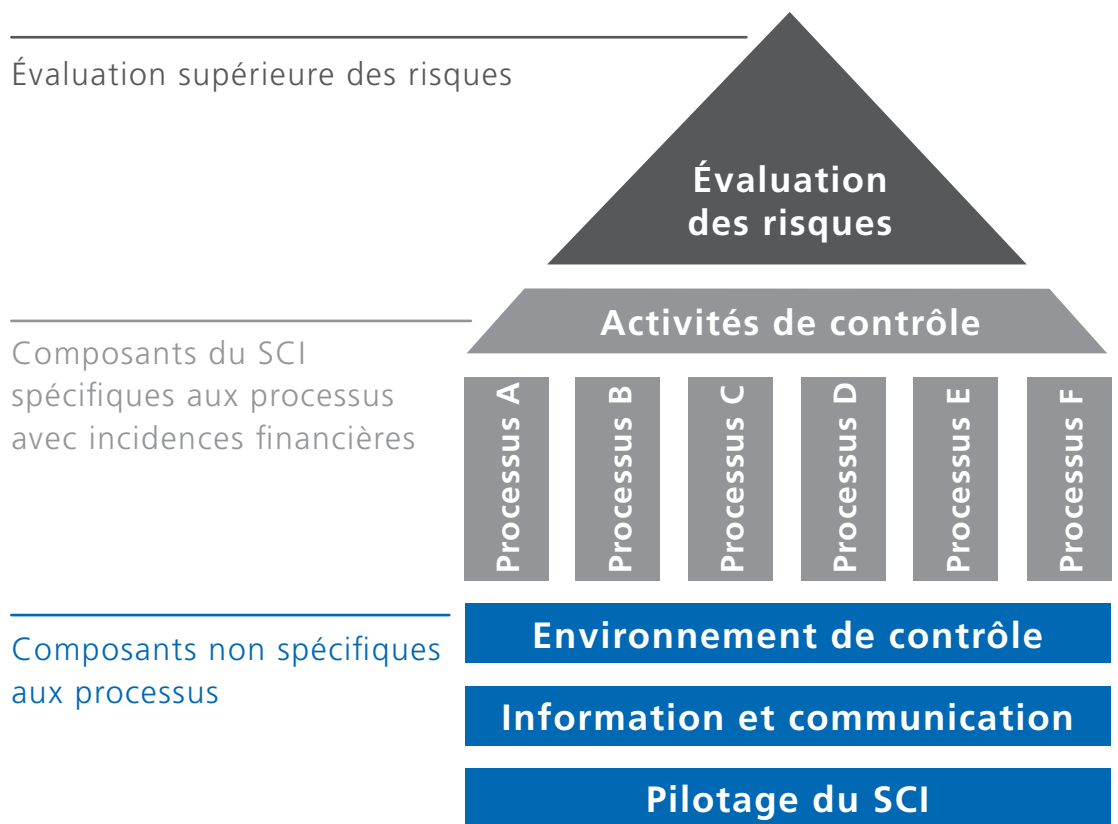 Évaluation supérieure des risques
Évaluation
des risques
Activités de contrôle
Composants du SCI
spécifiques aux processus
avec incidences financières
Processus A
Processus B
Processus C
Processus D
Processus E
Processus F
Composants non spécifiques
aux processus
Environnement de contrôle
Information et communication
Pilotage du SCI